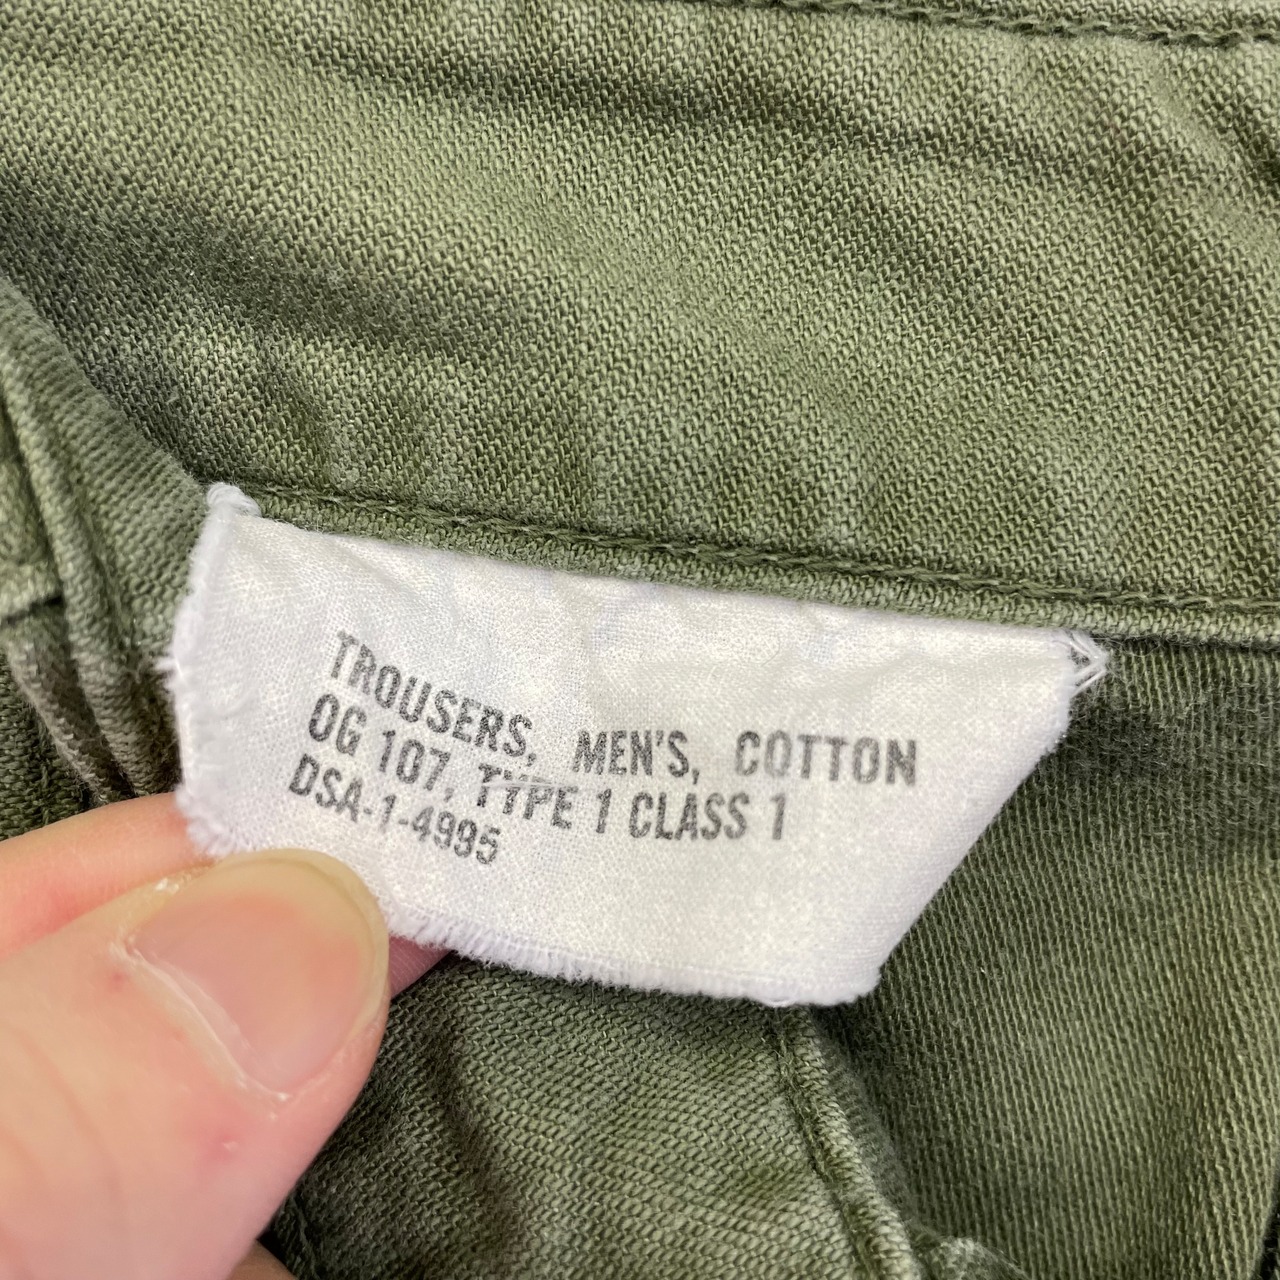 TROUSERS, MEN'S, COTTON
OG 107, TYPE 1 CLASS 1
DSA-1-4995